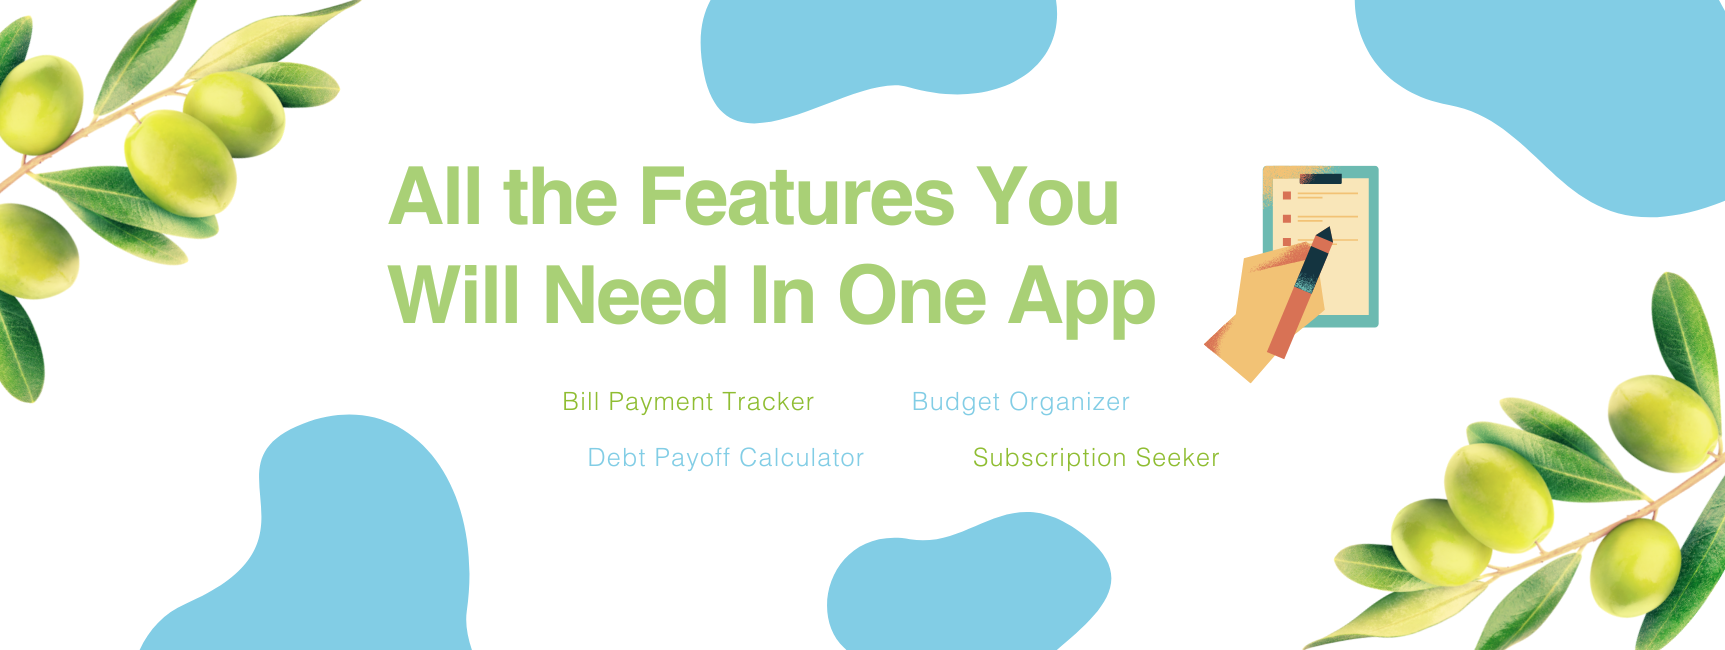 All the Features You
Will Need In One App
Bill Payment Tracker
Budget Organizer
Debt Payoff Calculator
Subscription Seeker